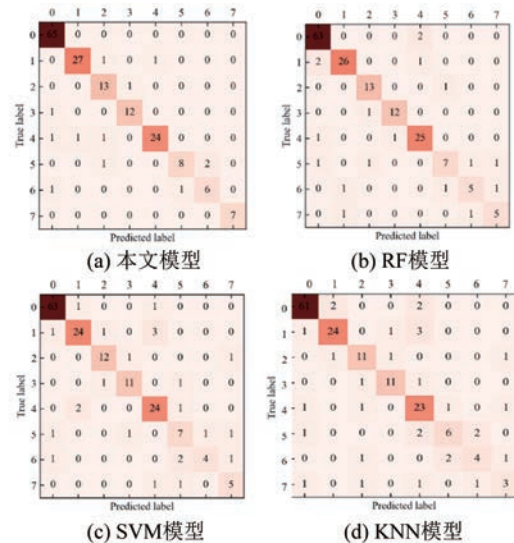 0 1 2 3 4 5 6 7
0 65 0 0 0 0 0 0 0
1 0 27 1 0 1 0 0 0
2 0 0 13 1 0 0 0 0
3 1 0 0 12 0 0 0 0
4 1 1 1 0 24 0 0 0
5 0 0 1 0 0 8 2 0
6 1 0 0 0 0 1 6 0
7 0 0 0 0 0 0 0 7
True label
Predicted label
(a) 本文模型
0 1 2 3 4 5 6 7
0 63 0 0 0 2 0 0 0
1 2 26 0 0 1 0 0 0
2 0 0 13 0 0 1 0 0
3 0 0 1 12 0 0 0 0
4 1 0 0 1 25 0 0 0
5 0 0 1 0 0 7 1 1
6 0 1 0 0 0 1 5 1
7 0 1 0 0 0 0 1 5
True label
Predicted label
(b) RF模型
0 1 2 3 4 5 6 7
0 63 1 0 0 1 0 0 0
1 1 24 1 0 3 0 0 0
2 0 0 12 1 0 0 0 1
3 0 0 1 11 0 1 0 0
4 0 2 0 0 24 1 0 0
5 1 0 0 1 0 7 1 1
6 1 0 0 0 0 2 4 1
7 0 0 0 0 1 1 0 5
True label
Predicted label
(c) SVM模型
0 1 2 3 4 5 6 7
0 61 2 0 0 2 0 0 0
1 1 24 0 1 3 0 0 0
2 0 1 11 1 0 0 0 1
3 0 0 1 11 1 0 0 0
4 1 0 1 0 23 1 0 1
5 1 0 0 0 2 6 2 0
6 1 0 0 0 0 2 4 1
7 1 0 1 0 1 0 1 3
True label
Predicted label
(d) KNN模型